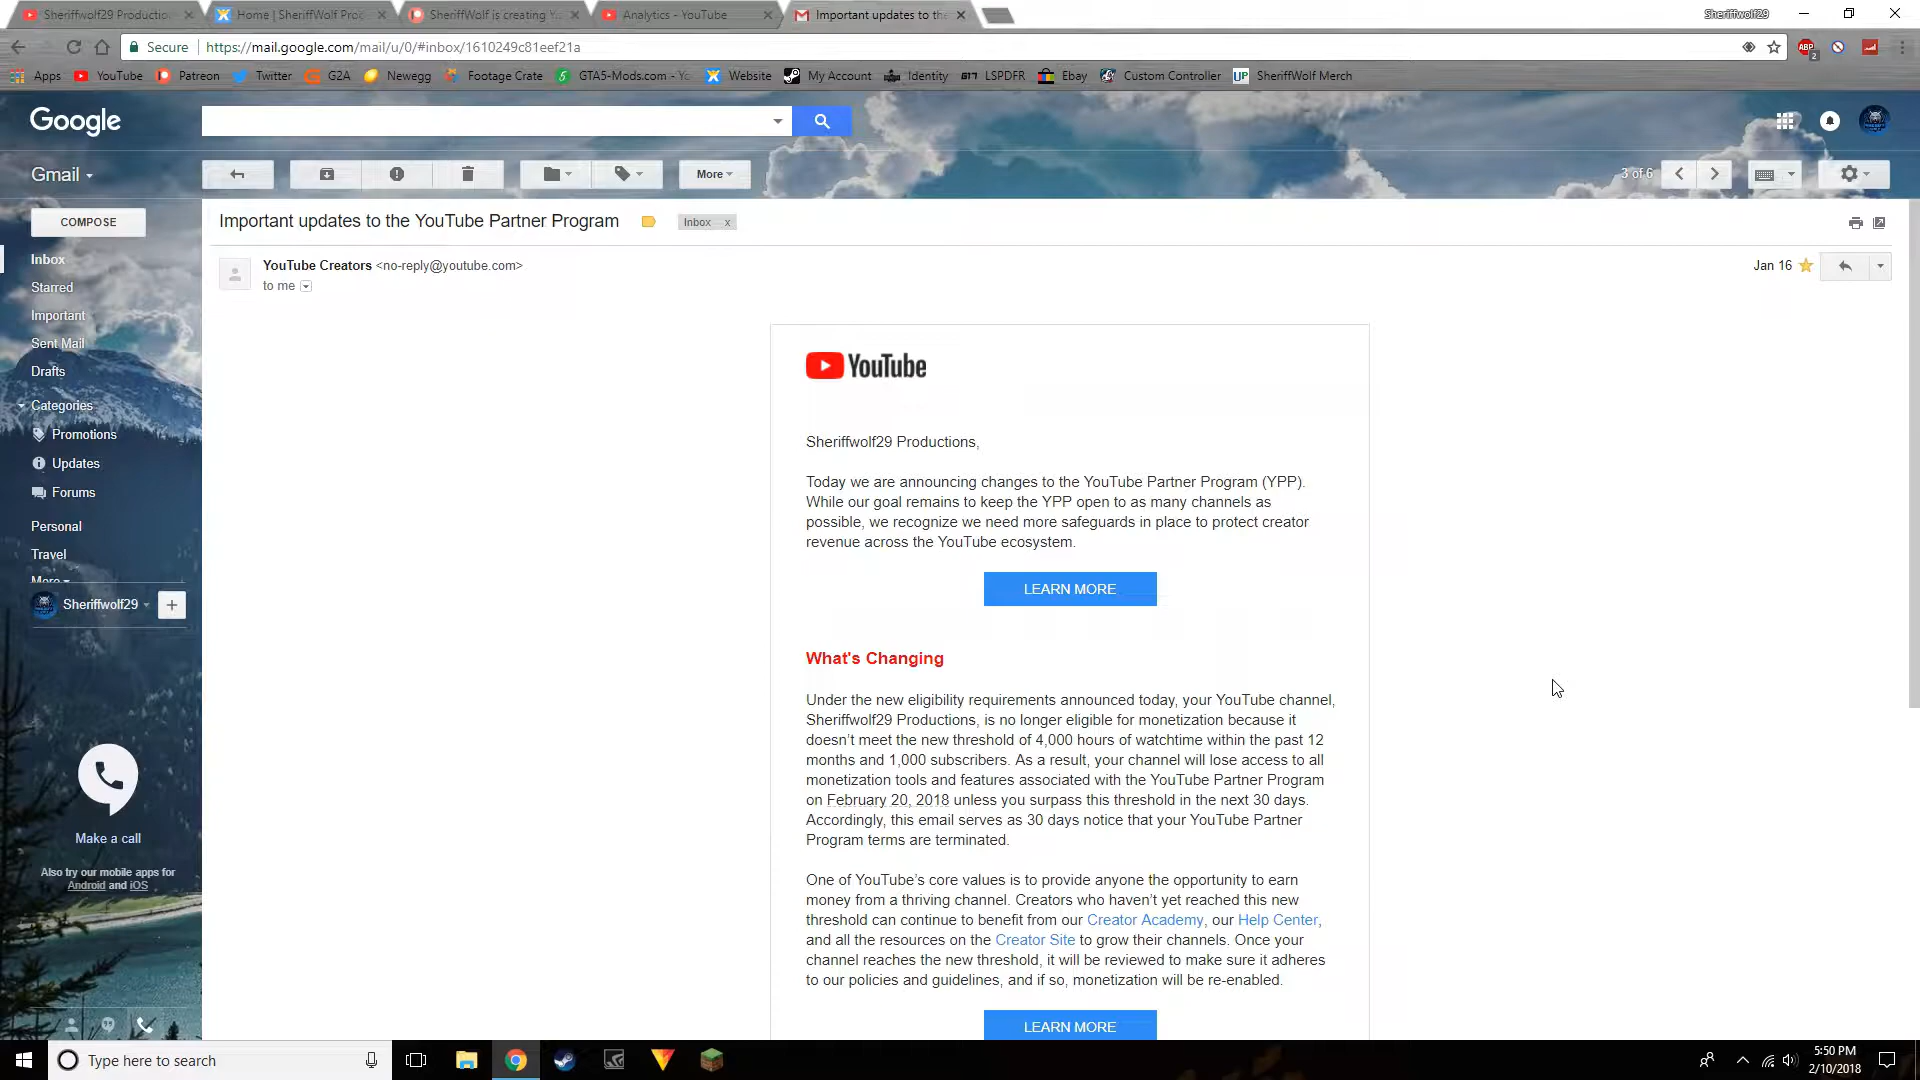 Sheriffwolf29 Production
Home | SheriffWolf Proc
SheriffWolf is creating Y
Analytics - YouTube
Important updates to the
Sheriffwolf29
Secure
https://mail.google.com/mail/u/0/#inbox/1610249c81eef21a
ABP
2
Apps
YouTube
Patreon
Twitter
G2A
Newegg
Footage Crate
GTA5-Mods.com - Yo
Website
My Account
Identity
LSPDFR
Ebay
Custom Controller
UP
SheriffWolf Merch
Google
Gmail
More
3 of 6
COMPOSE
Important updates to the YouTube Partner Program
Inbox x
Inbox
Starred
Important
Sent Mail
Drafts
Categories
Promotions
Updates
Forums
Personal
Travel
More
Sheriffwolf29
+
Make a call
Also try our mobile apps for
Android and iOS
YouTube Creators <no-reply@youtube.com>
to me
Jan 16
YouTube
Sheriffwolf29 Productions,
Today we are announcing changes to the YouTube Partner Program (YPP).
While our goal remains to keep the YPP open to as many channels as
possible, we recognize we need more safeguards in place to protect creator
revenue across the YouTube ecosystem.
LEARN MORE
What's Changing
Under the new eligibility requirements announced today, your YouTube channel,
Sheriffwolf29 Productions, is no longer eligible for monetization because it
doesn't meet the new threshold of 4,000 hours of watchtime within the past 12
months and 1,000 subscribers. As a result, your channel will lose access to all
monetization tools and features associated with the YouTube Partner Program
on February 20, 2018 unless you surpass this threshold in the next 30 days.
Accordingly, this email serves as 30 days notice that your YouTube Partner
Program terms are terminated.
One of YouTube's core values is to provide anyone the opportunity to earn
money from a thriving channel. Creators who haven't yet reached this new
threshold can continue to benefit from our Creator Academy, our Help Center,
and all the resources on the Creator Site to grow their channels. Once your
channel reaches the new threshold, it will be reviewed to make sure it adheres
to our policies and guidelines, and if so, monetization will be re-enabled.
LEARN MORE
Type here to search
5:50 PM
2/10/2018